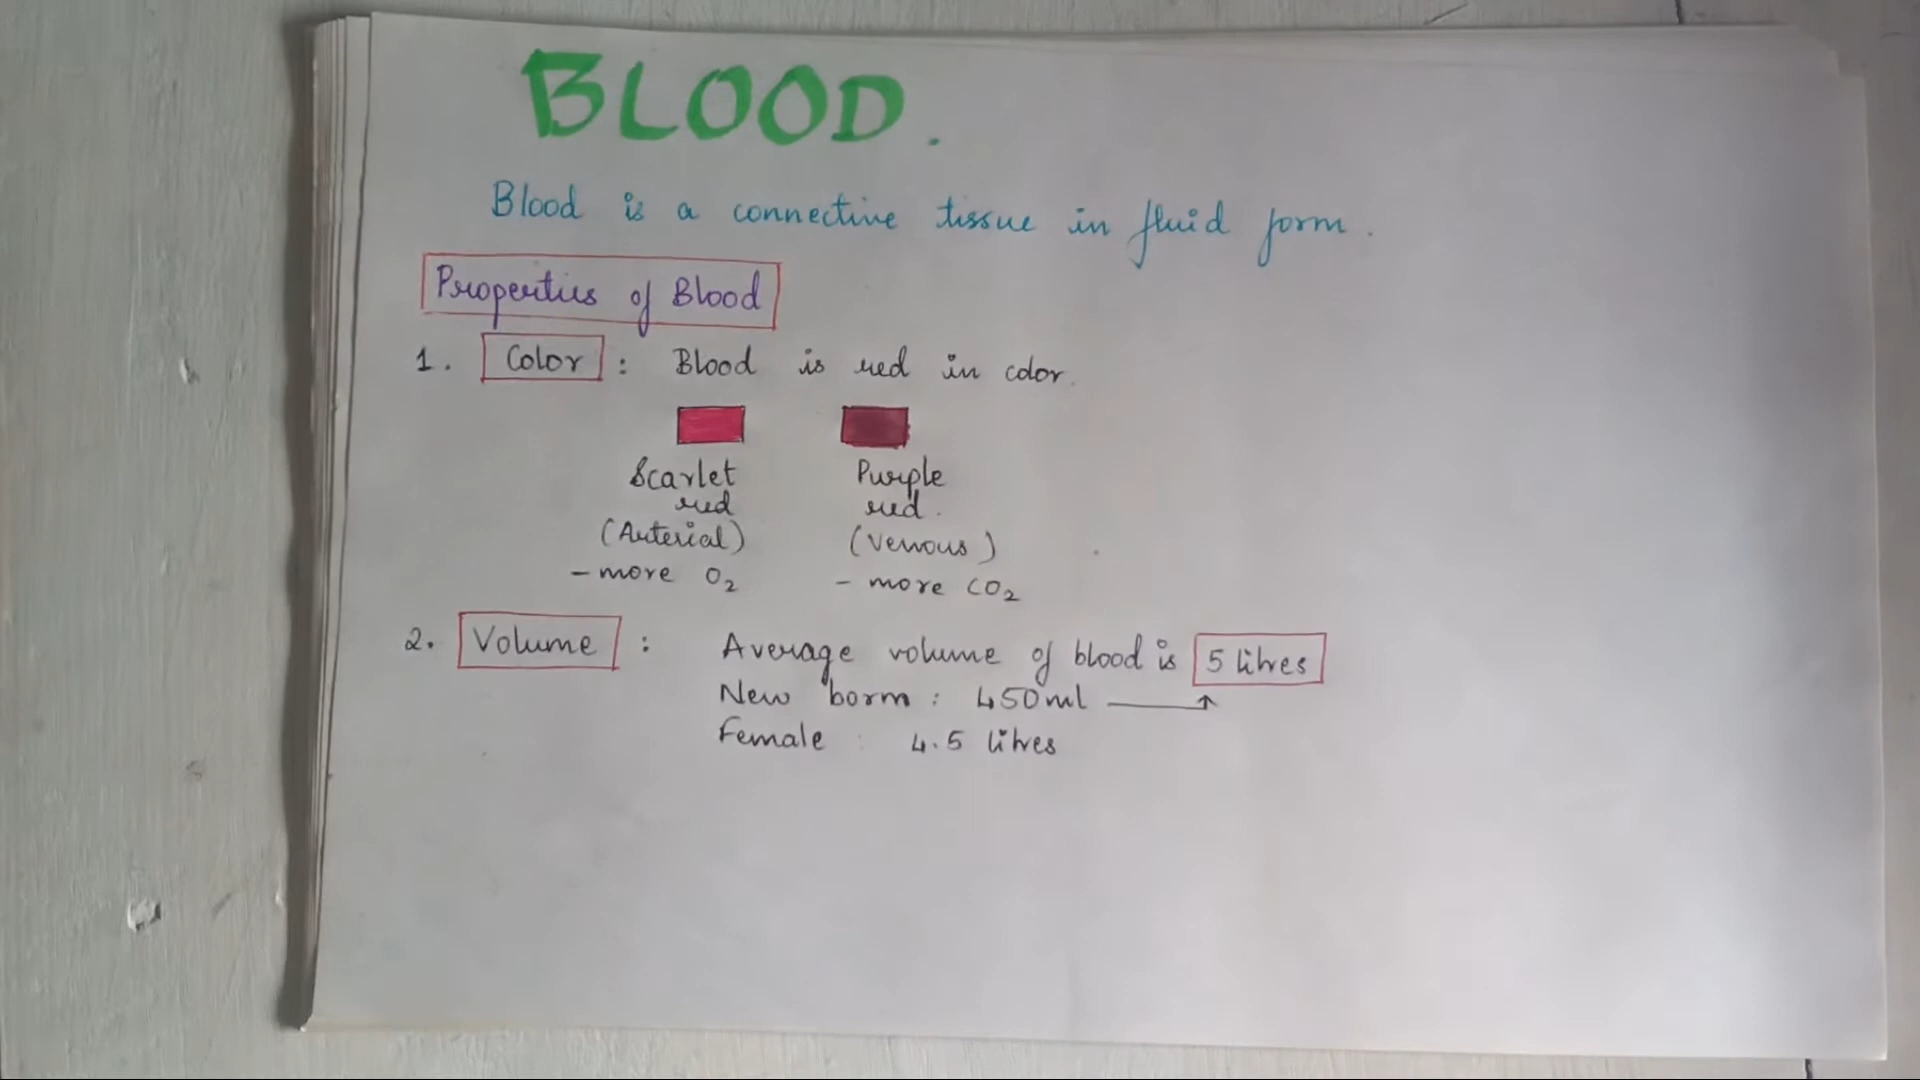 BLOOD.
Blood is a connective tissue in fluid form.
Properties of Blood
1. Color : Blood is red in color.
Scarlet red (Arterial) - more O₂
Purple red. (Venous) - more CO₂
2. Volume : Average volume of blood is 5 litres
New born : 450ml →
Female : 4.5 litres